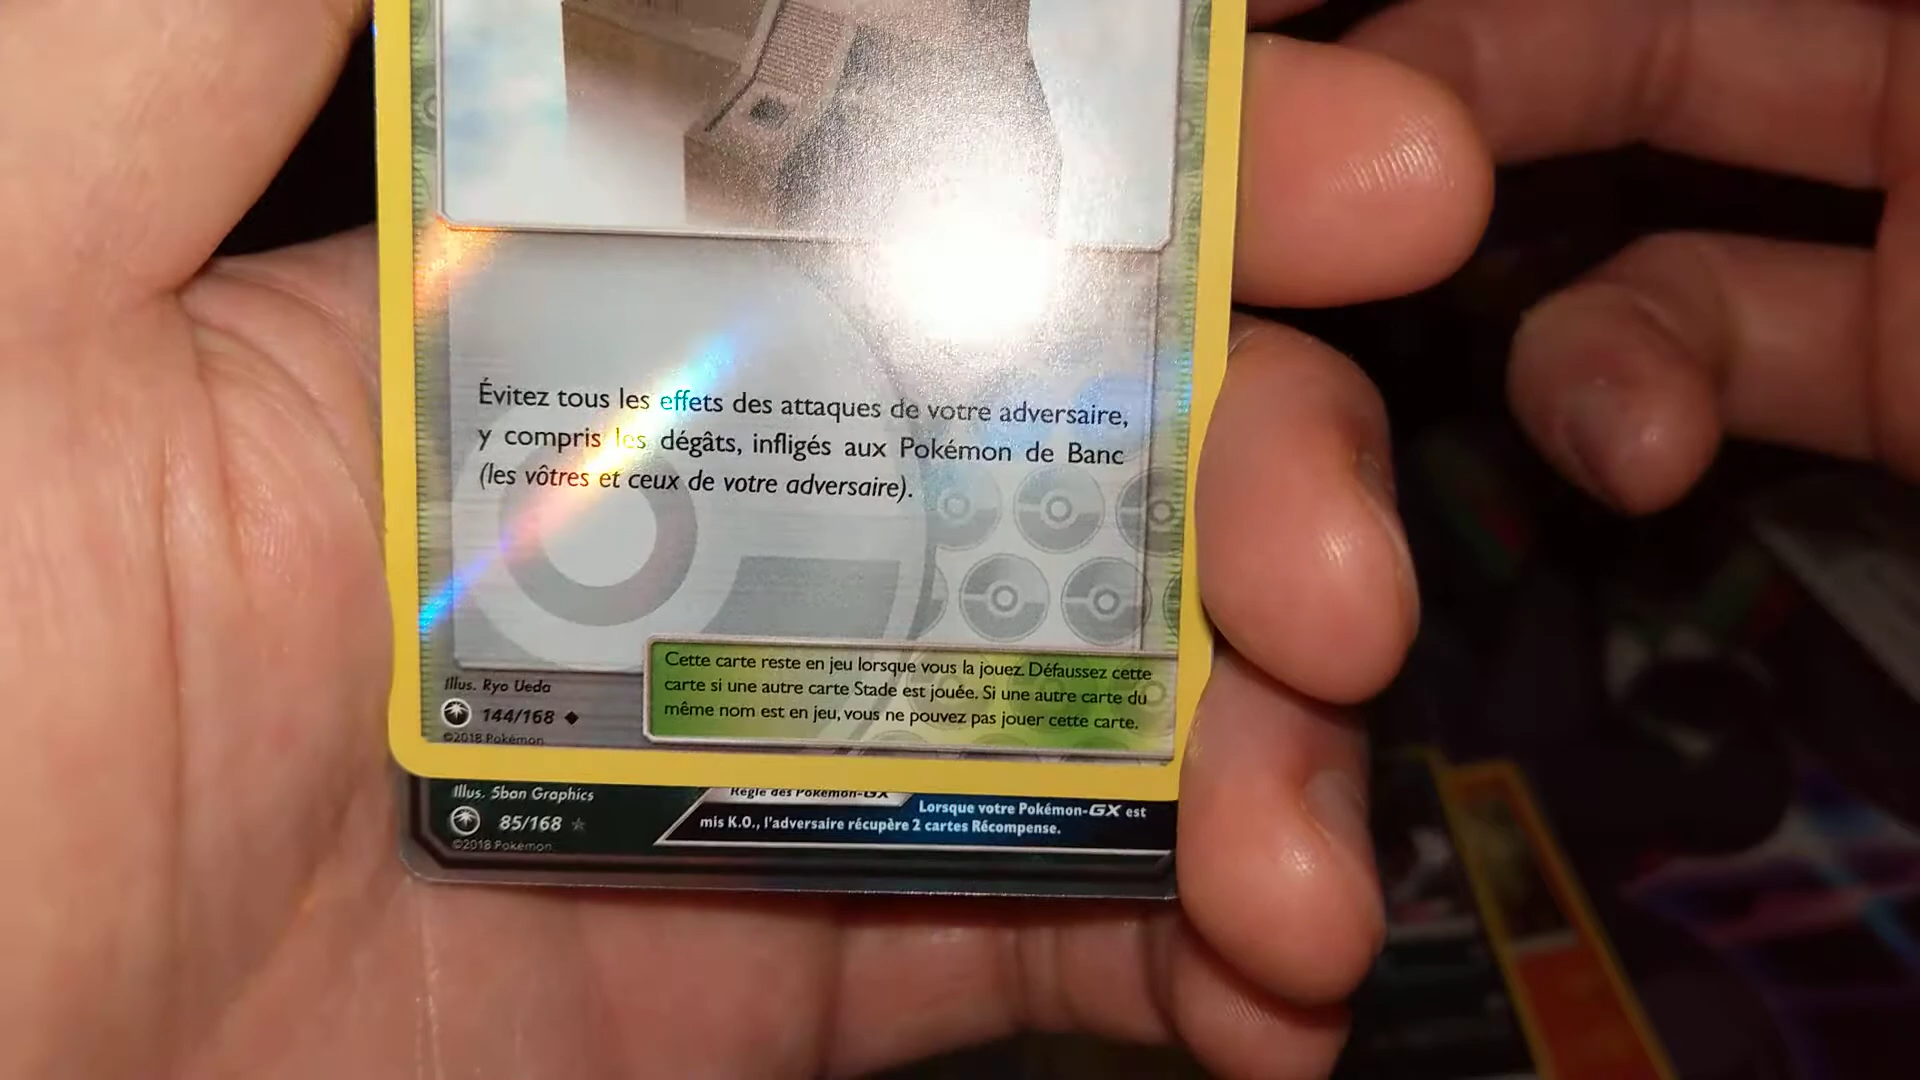 Évitez tous les effets des attaques de votre adversaire,
y compris les dégâts, infligés aux Pokémon de Banc
(les vôtres et ceux de votre adversaire).
Cette carte reste en jeu lorsque vous la jouez. Défaussez cette
carte si une autre carte Stade est jouée. Si une autre carte du
même nom est en jeu, vous ne pouvez pas jouer cette carte.
Illus. Ryo Ueda
144/168
©2018 Pokémon
Illus. 5ban Graphics
85/168
©2018 Pokémon
Règle des Pokémon-GX
Lorsque votre Pokémon-GX est
mis K.O., l'adversaire récupère 2 cartes Récompense.